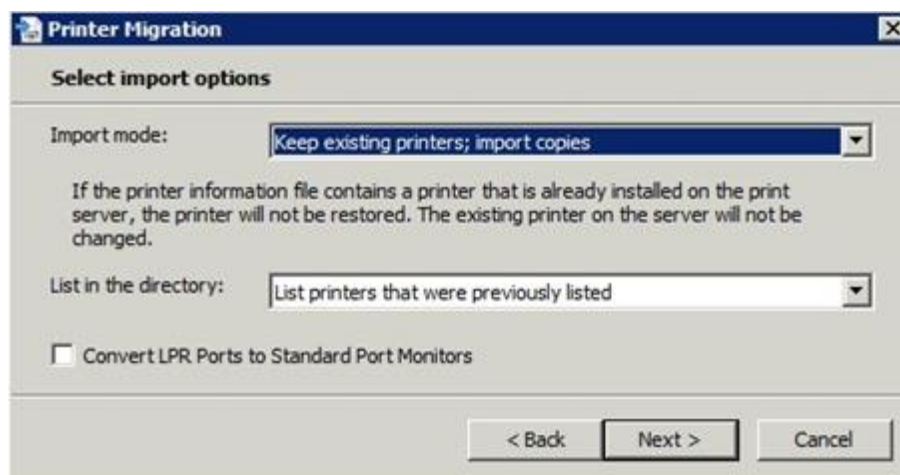 Printer Migration
Select import options
Import mode:
Keep existing printers; import copies
If the printer information file contains a printer that is already installed on the print
server, the printer will not be restored. The existing printer on the server will not be
changed.
List in the directory:
List printers that were previously listed
Convert LPR Ports to Standard Port Monitors
< Back
Next >
Cancel